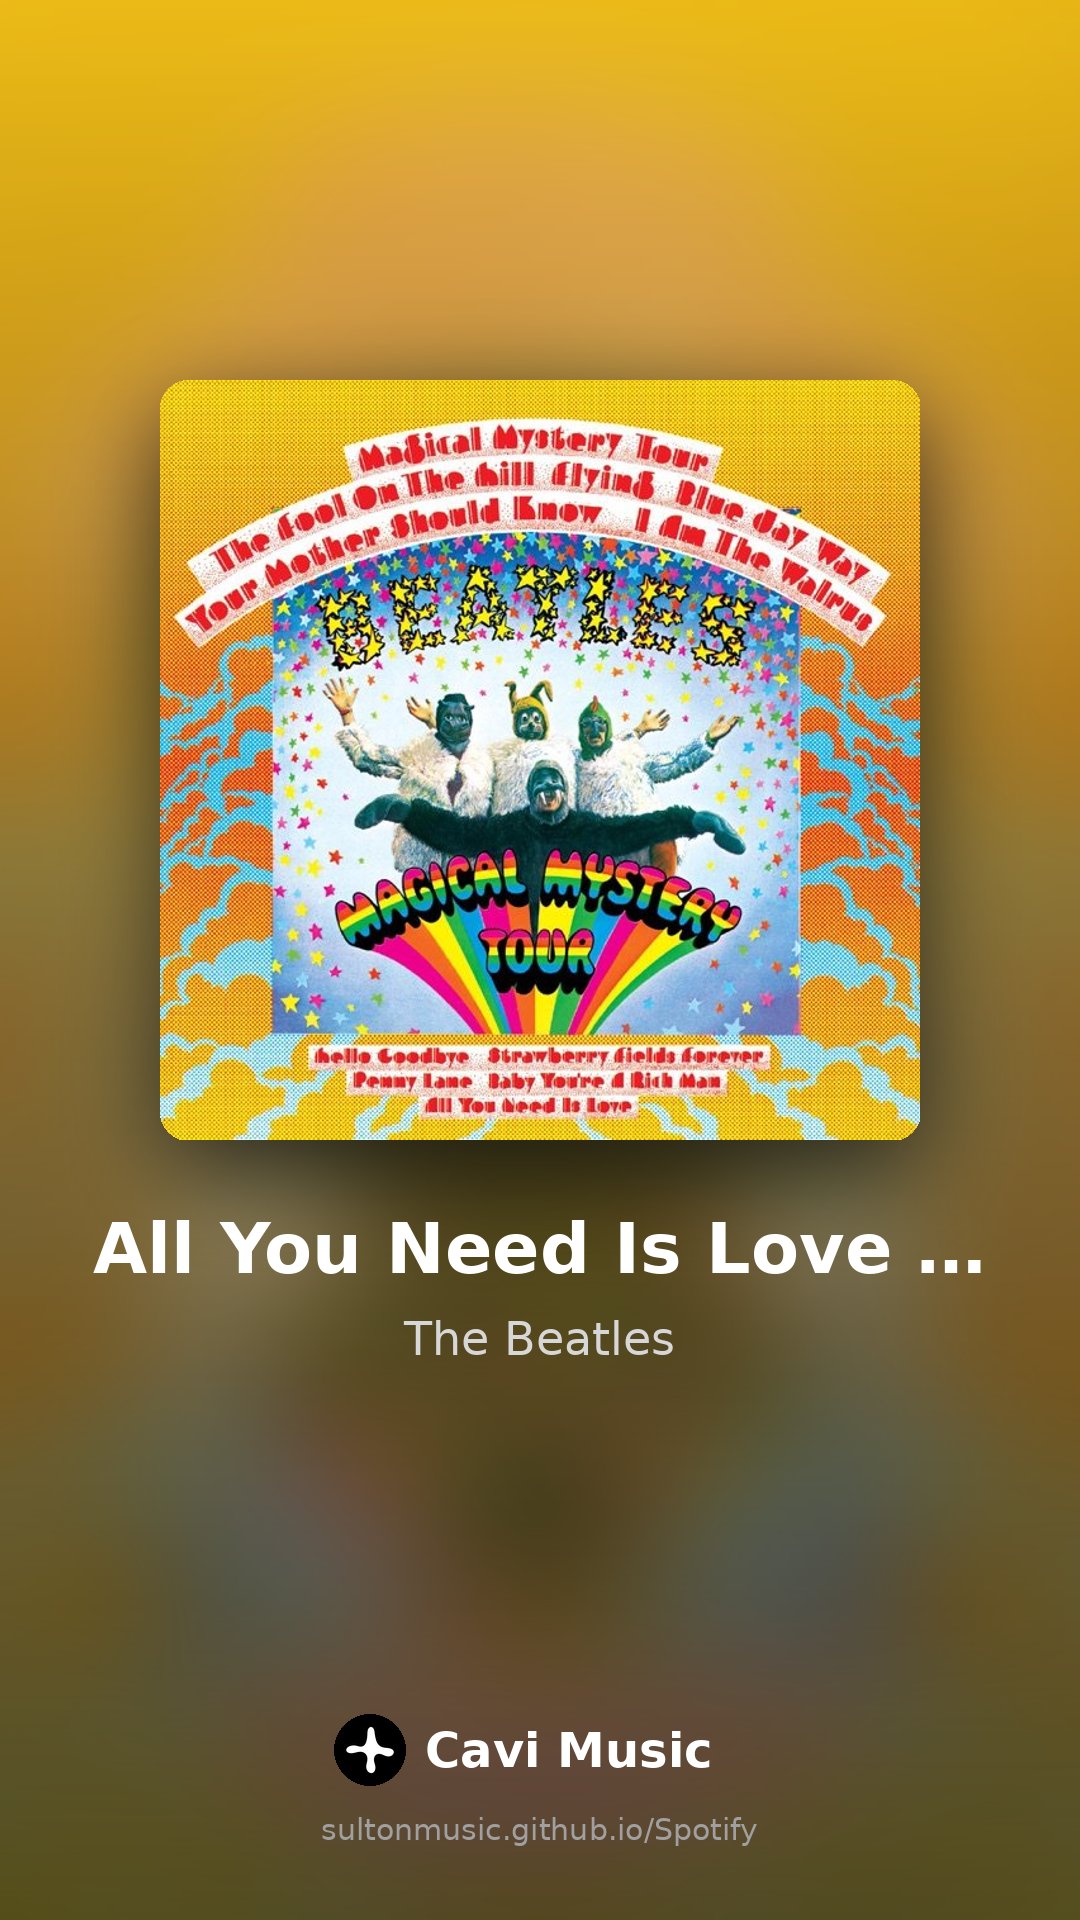 Magical Mystery Tour
The Fool On The Hill Flying Blue Jay Way
Your Mother Should Know I Am The Walrus
BEATLES
MAGICAL MYSTERY
TOUR
Hello Goodbye Strawberry Fields Forever
Penny Lane Baby You're A Rich Man
All You Need Is Love
All You Need Is Love ...
The Beatles
Cavi Music
sultonmusic.github.io/Spotify